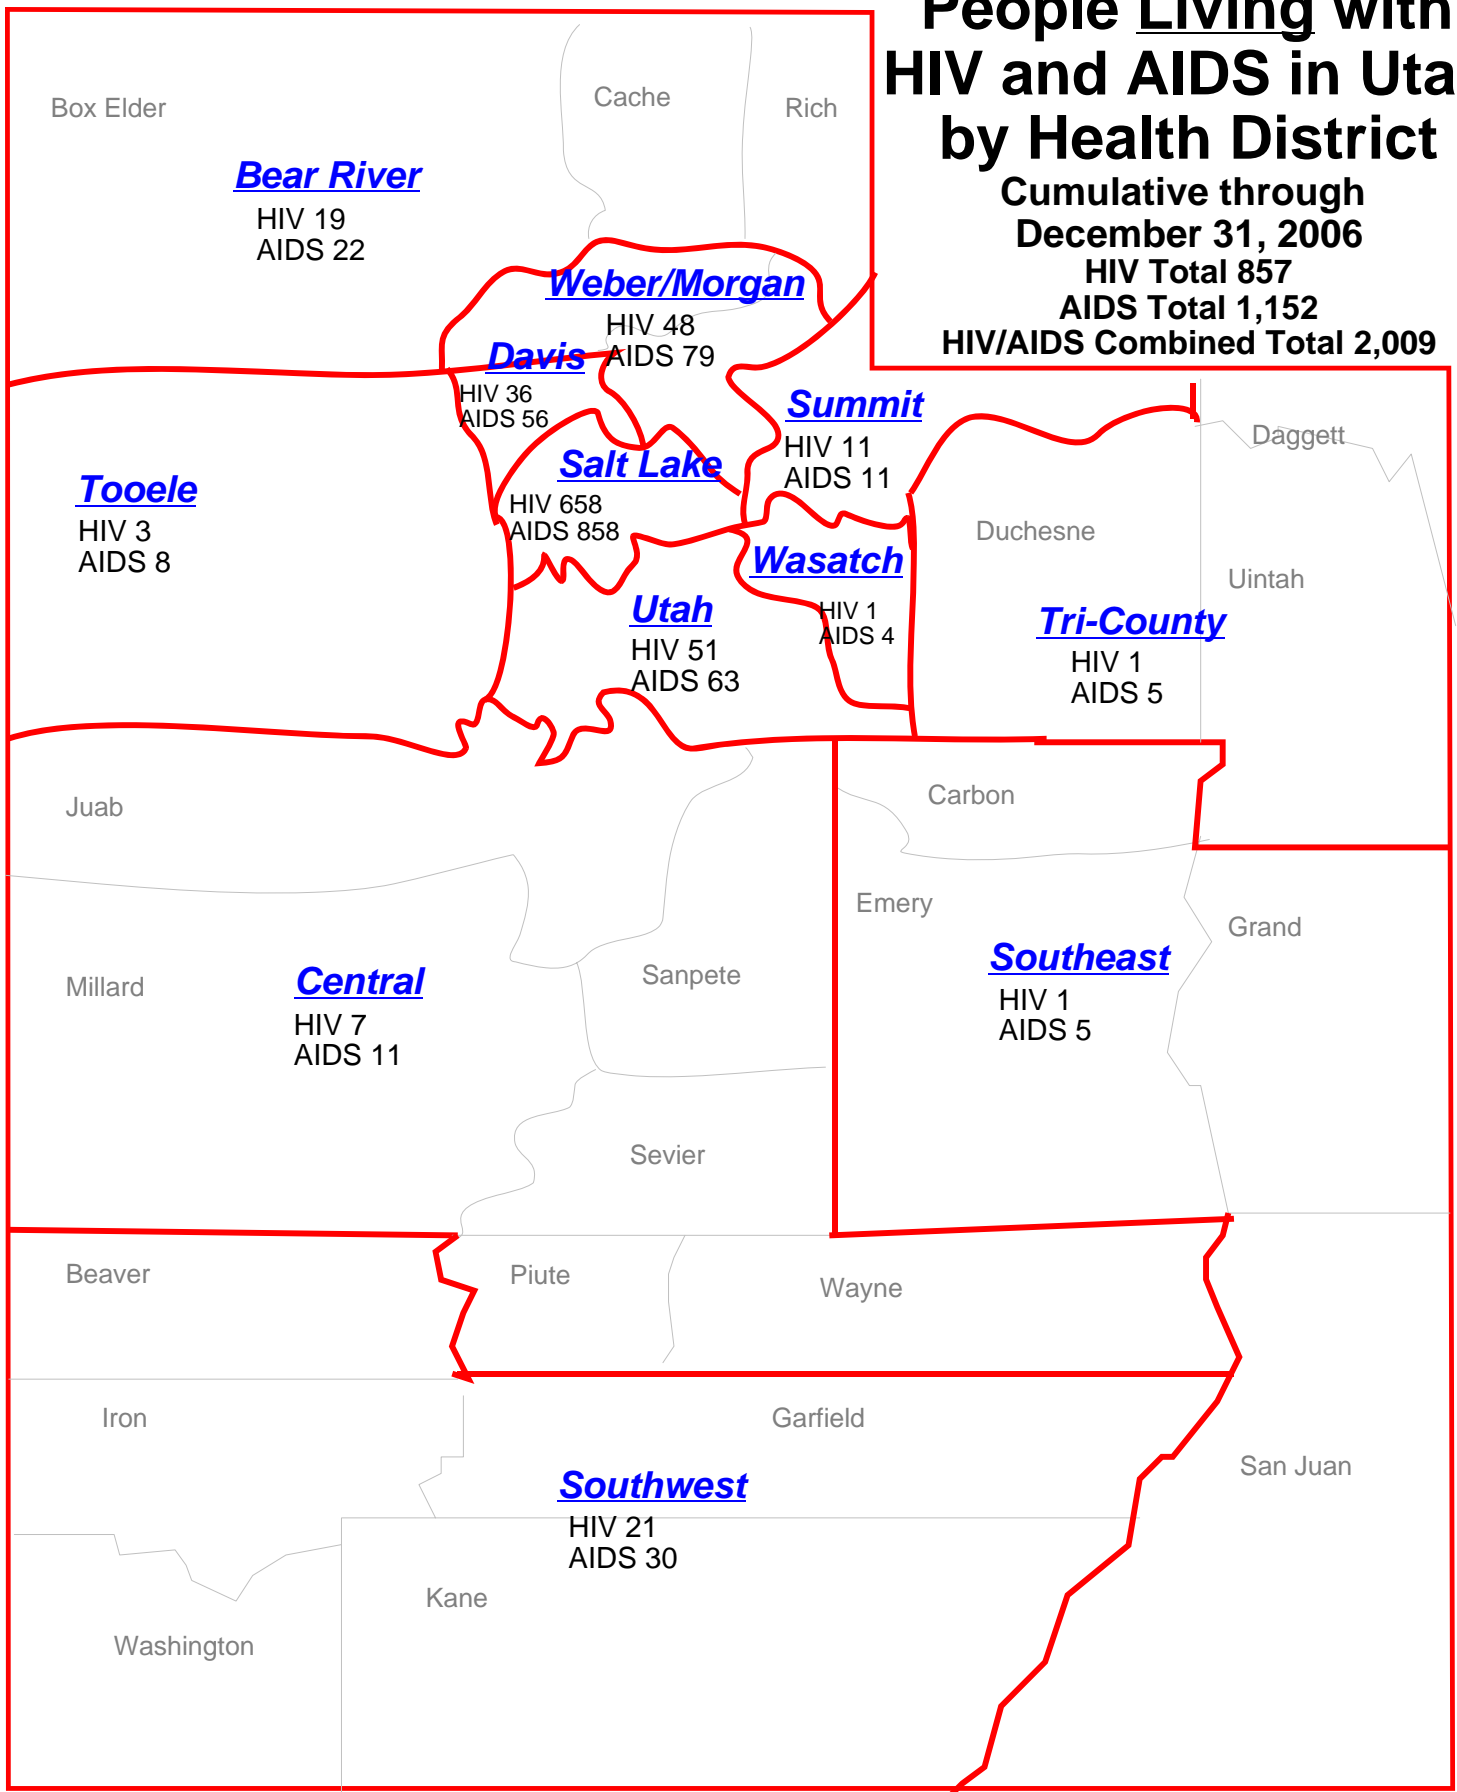 People Living with
HIV and AIDS in Uta
by Health District
Cumulative through
December 31, 2006
HIV Total 857
AIDS Total 1,152
HIV/AIDS Combined Total 2,009
Box Elder
Cache
Rich
Bear River
HIV 19
AIDS 22
Weber/Morgan
HIV 48
AIDS 79
Davis
HIV 36
AIDS 56
Summit
HIV 11
AIDS 11
Daggett
Salt Lake
HIV 658
AIDS 858
Tooele
HIV 3
AIDS 8
Duchesne
Uintah
Wasatch
HIV 1
AIDS 4
Utah
HIV 51
AIDS 63
Tri-County
HIV 1
AIDS 5
Juab
Carbon
Emery
Grand
Millard
Central
HIV 7
AIDS 11
Sanpete
Southeast
HIV 1
AIDS 5
Sevier
Beaver
Piute
Wayne
Iron
Garfield
San Juan
Southwest
HIV 21
AIDS 30
Kane
Washington